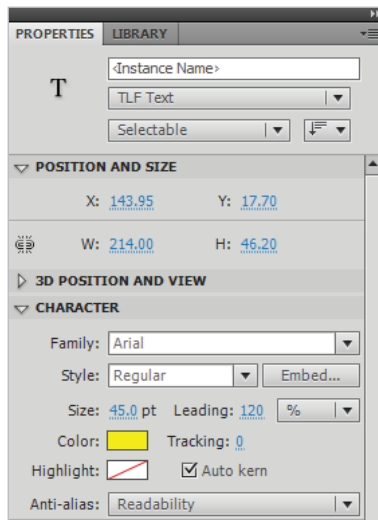 PROPERTIES LIBRARY
T
<Instance Name>
TLF Text
Selectable
POSITION AND SIZE
X: 143.95 Y: 17.70
W: 214.00 H: 46.20
3D POSITION AND VIEW
CHARACTER
Family: Arial
Style: Regular Embed...
Size: 45.0 pt Leading: 120 %
Color: Tracking: 0
Highlight: Auto kern
Anti-alias: Readability